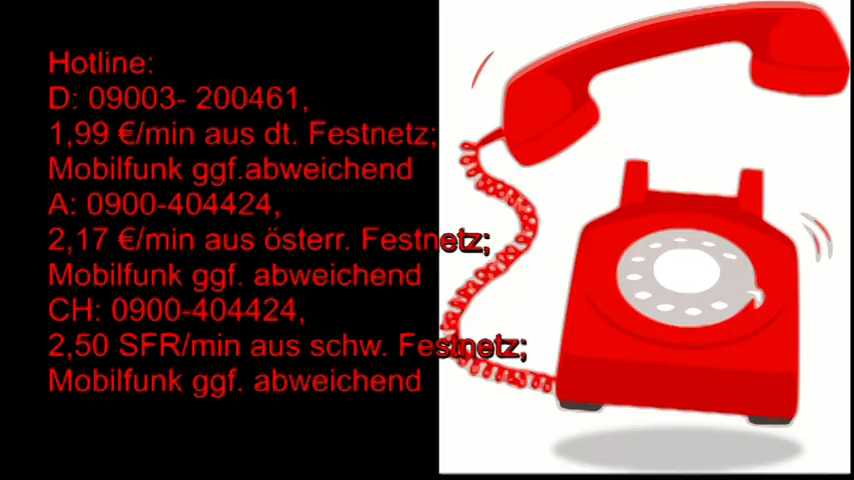 Hotline:
D: 09003- 200461,
1,99 €/min aus dt. Festnetz;
Mobilfunk ggf.abweichend
A: 0900-404424,
2,17 €/min aus österr. Festnetz;
Mobilfunk ggf. abweichend
CH: 0900-404424,
2,50 SFR/min aus schw. Festnetz;
Mobilfunk ggf. abweichend